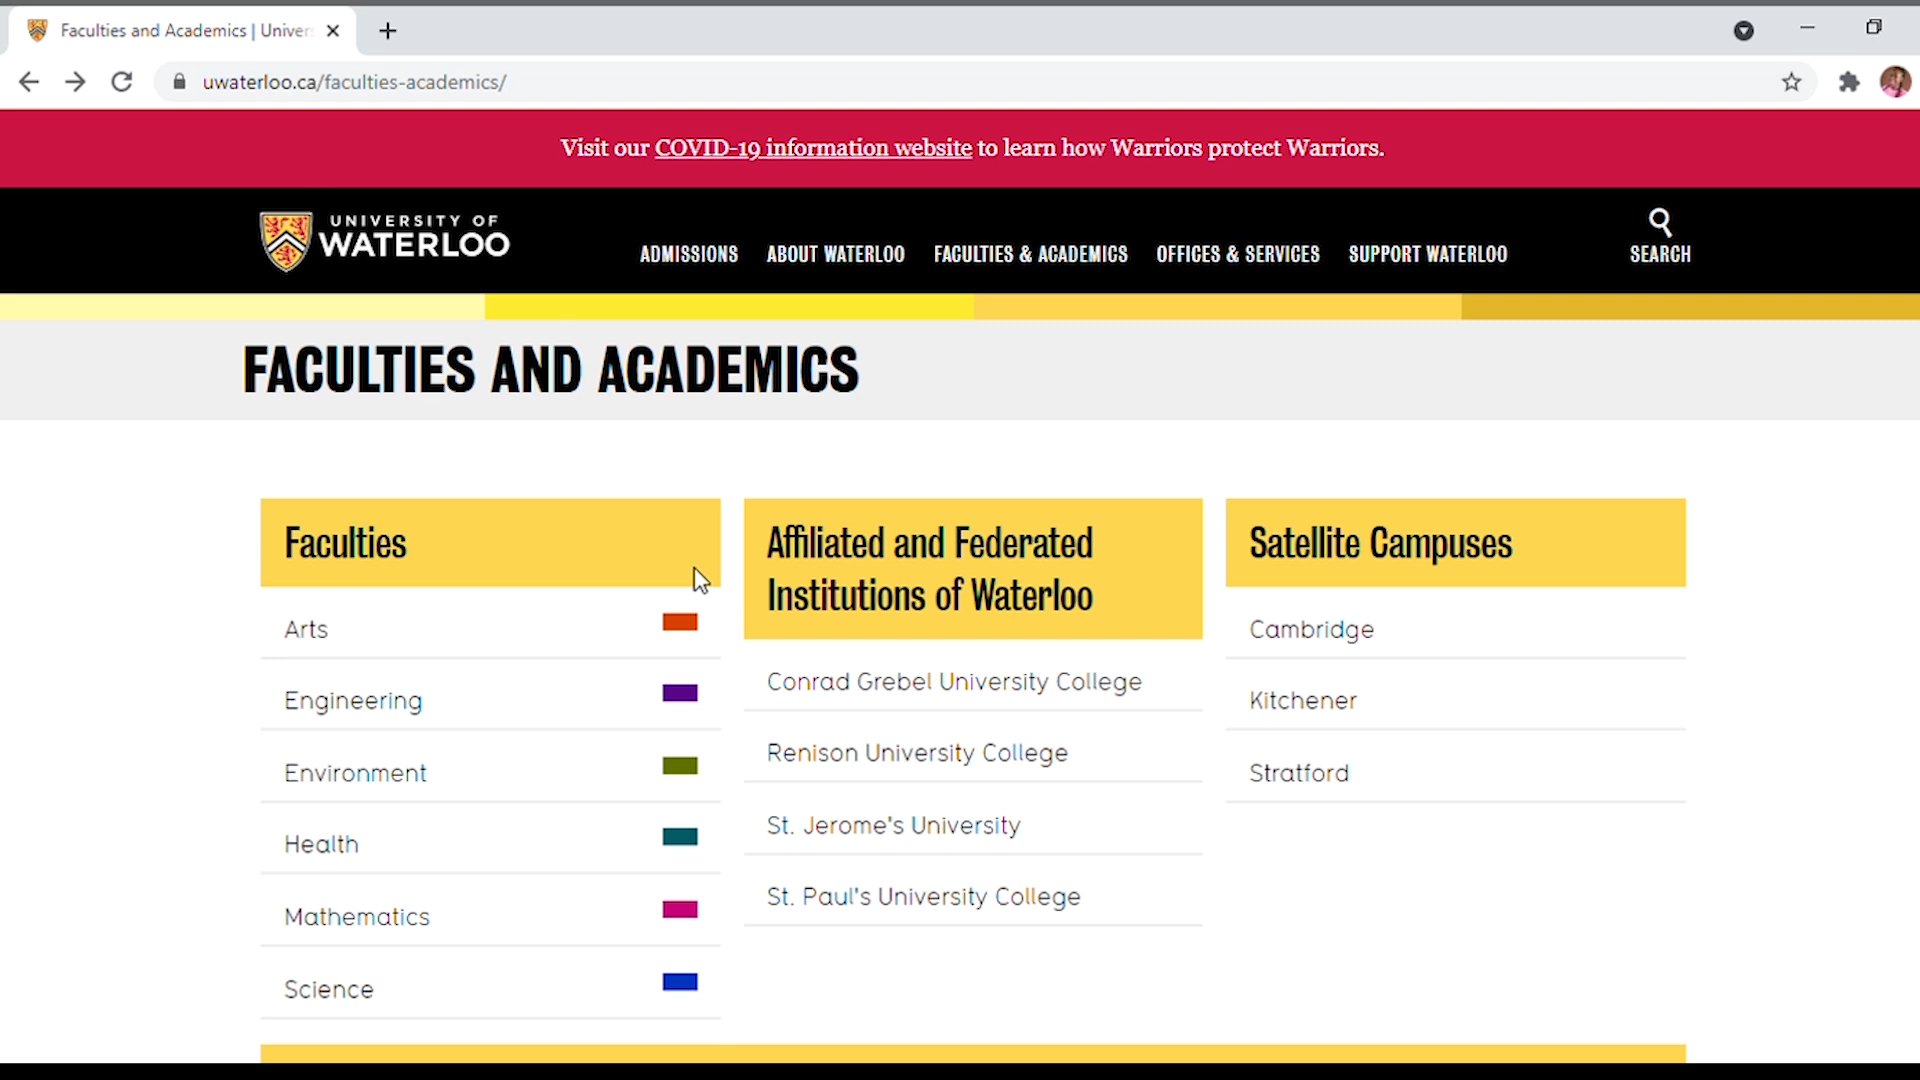 Faculties and Academics | Univer
uwaterloo.ca/faculties-academics/
Visit our COVID-19 information website to learn how Warriors protect Warriors.
UNIVERSITY OF
WATERLOO
ADMISSIONS
ABOUT WATERLOO
FACULTIES & ACADEMICS
OFFICES & SERVICES
SUPPORT WATERLOO
SEARCH
FACULTIES AND ACADEMICS
Faculties
Arts
Engineering
Environment
Health
Mathematics
Science
Affiliated and Federated
Institutions of Waterloo
Conrad Grebel University College
Renison University College
St. Jerome's University
St. Paul's University College
Satellite Campuses
Cambridge
Kitchener
Stratford